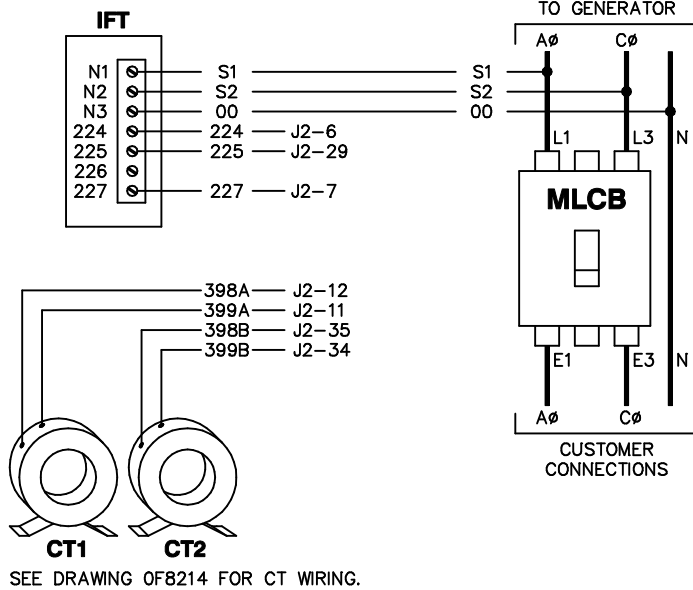 TO GENERATOR
IFT
AØ CØ
N1 S1 S1
N2 S2 S2
N3 00 00
224 224 J2-6
225 225 J2-29
226
227 227 J2-7
L1 L3 N
MLCB
398A J2-12
399A J2-11
398B J2-35
399B J2-34
E1 E3 N
AØ CØ
CUSTOMER
CONNECTIONS
CT1 CT2
SEE DRAWING 0F8214 FOR CT WIRING.